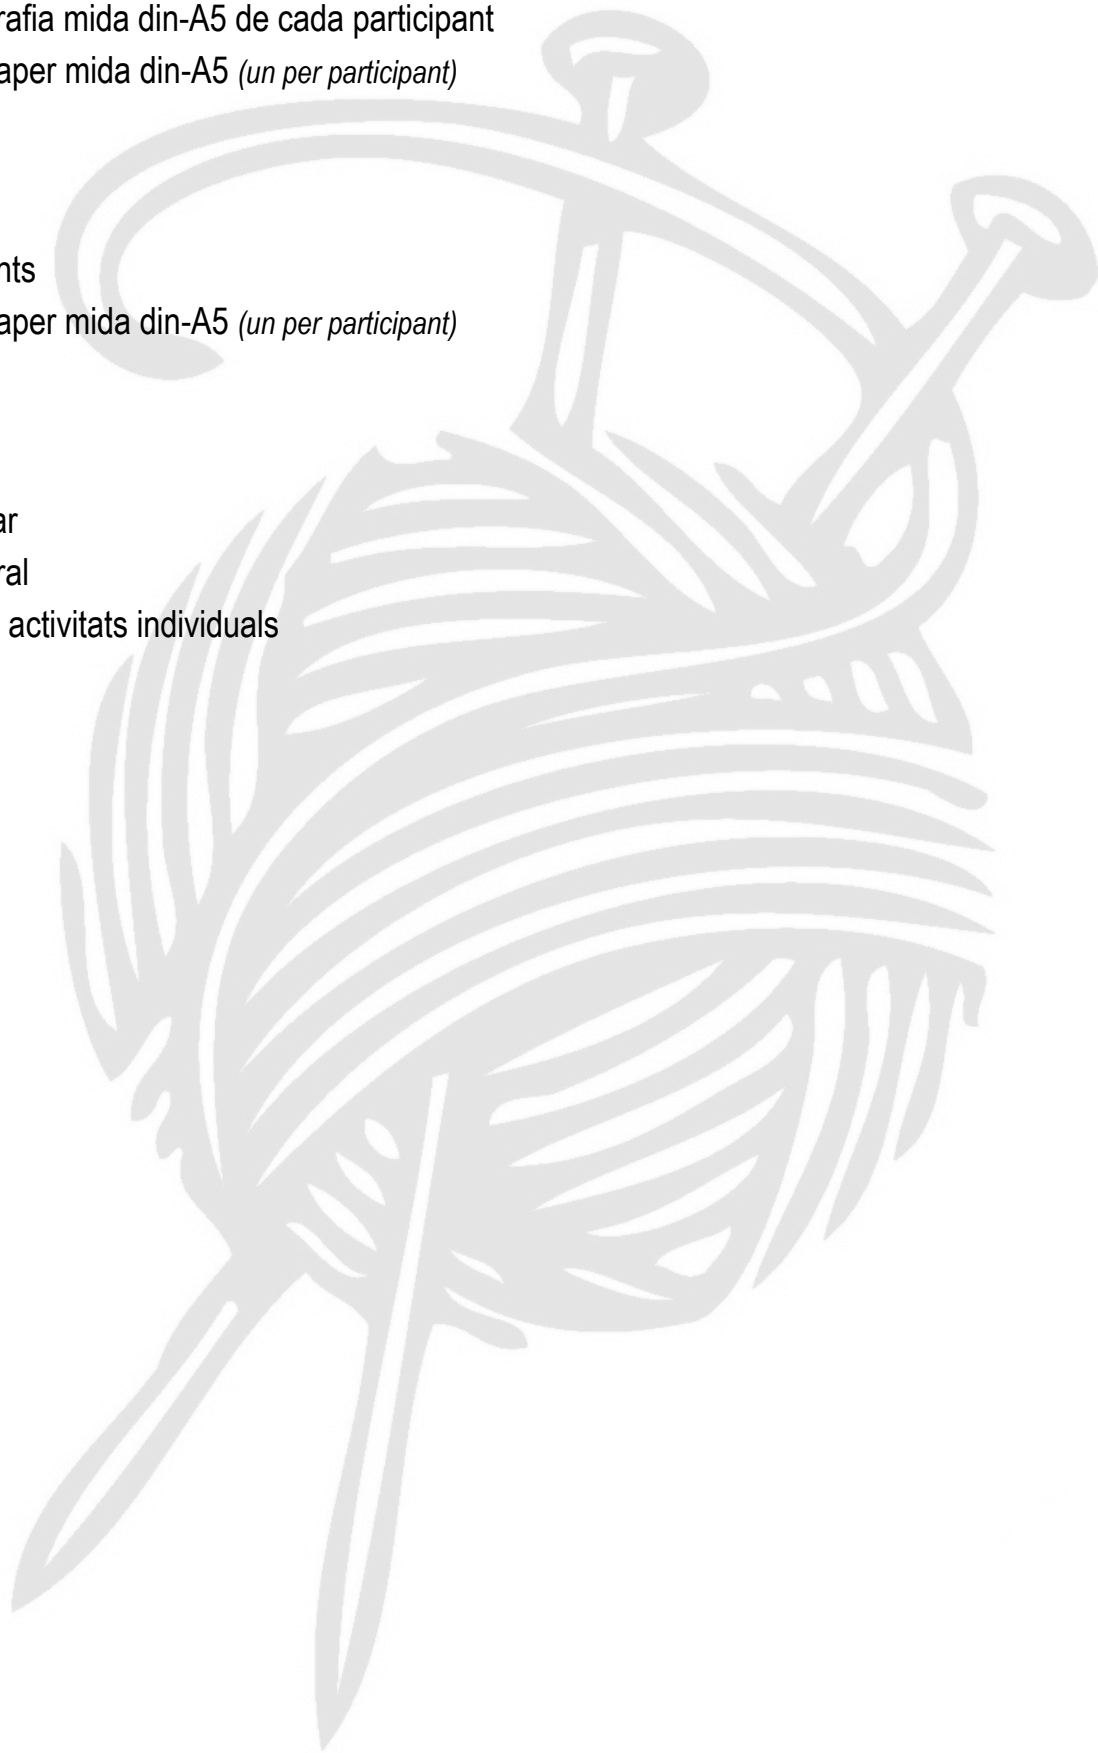 rafia mida din-A5 de cada participant
aper mida din-A5 (un per participant)
nts
aper mida din-A5 (un per participant)
ar
ral
activitats individuals